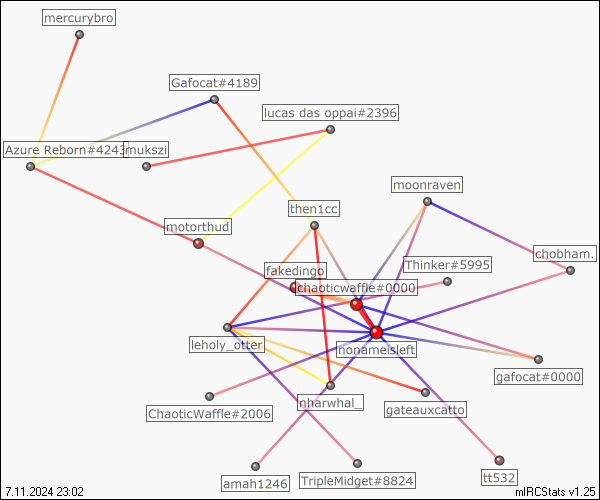 mercurybro
Gafocat#4189
lucas das oppai#2396
Azure Reborn#4243
mukszi
moonraven
then1cc
motorthud
chobham.
Thinker#5995
fakedingo
chaoticwaffle#0000
leholy_otter.
nonameisleft
gafocat#0000
nharwhal_
ChaoticWaffle#2006
gateauxcatto
amah1246
TripleMidget#8824
tt532
7.11.2024 23:02
mIRCStats v1.25